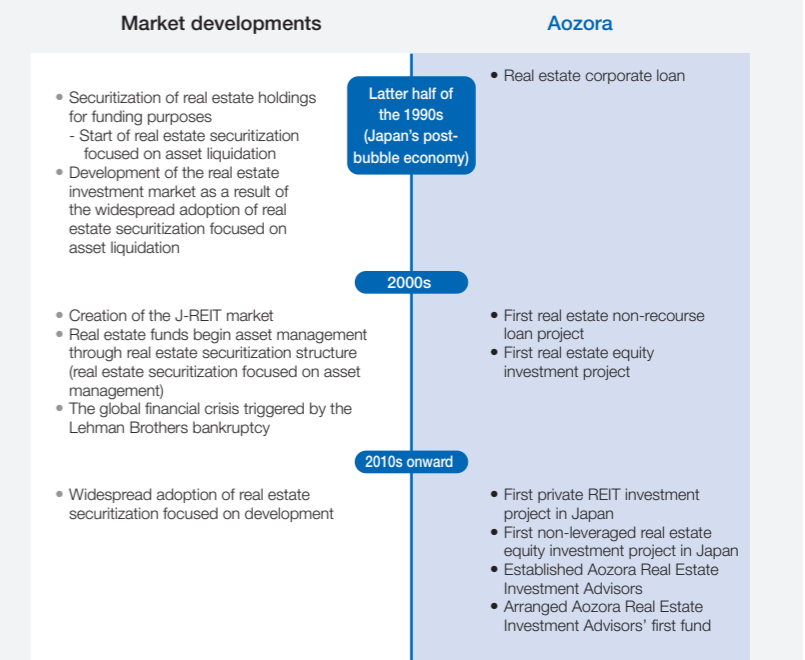 Market developments
Aozora
Latter half of
the 1990s
(Japan's post-
bubble economy)
• Securitization of real estate holdings
for funding purposes
- Start of real estate securitization
focused on asset liquidation
• Development of the real estate
investment market as a result of
the widespread adoption of real
estate securitization focused on
asset liquidation
• Real estate corporate loan
2000s
• Creation of the J-REIT market
• Real estate funds begin asset management
through real estate securitization structure
(real estate securitization focused on asset
management)
• The global financial crisis triggered by the
Lehman Brothers bankruptcy
• First real estate non-recourse
loan project
• First real estate equity
investment project
2010s onward
• Widespread adoption of real estate
securitization focused on development
• First private REIT investment
project in Japan
• First non-leveraged real estate
equity investment project in Japan
• Established Aozora Real Estate
Investment Advisors
• Arranged Aozora Real Estate
Investment Advisors' first fund